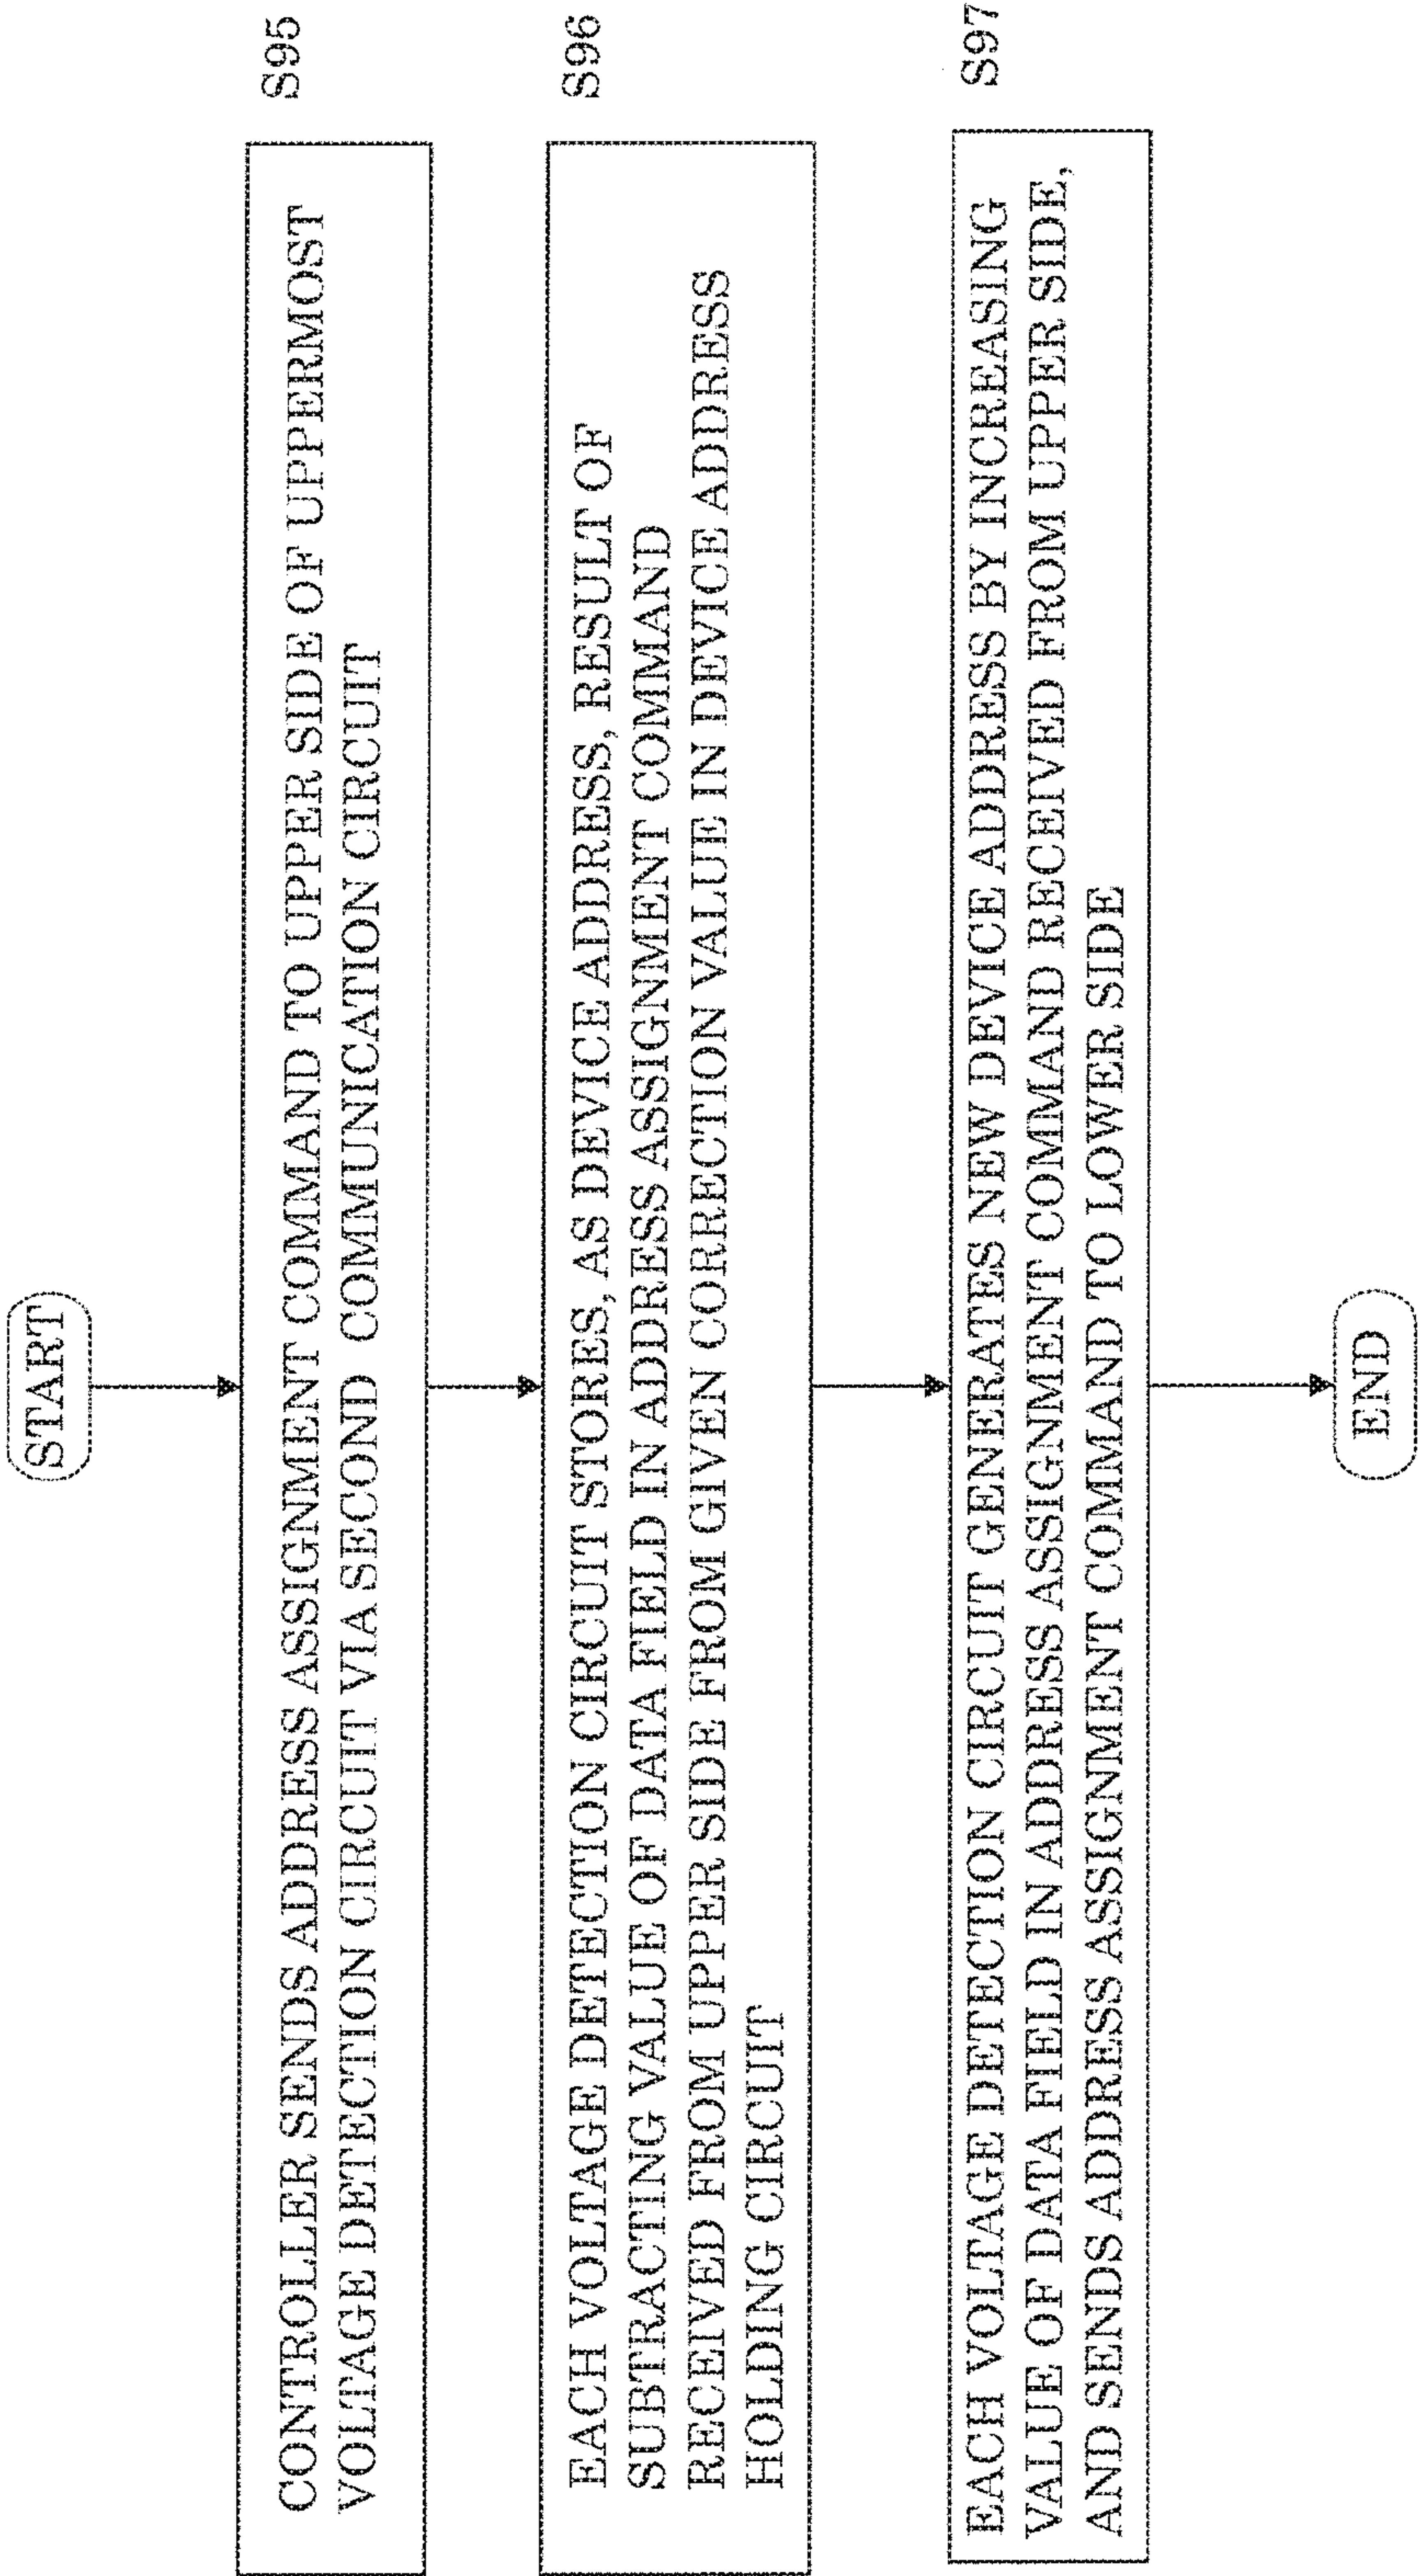 START
S95
CONTROLLER SENDS ADDRESS ASSIGNMENT COMMAND TO UPPER SIDE OF UPPERMOST
VOLTAGE DETECTION CIRCUIT VIA SECOND COMMUNICATION CIRCUIT
S96
EACH VOLTAGE DETECTION CIRCUIT STORES, AS DEVICE ADDRESS, RESULT OF
SUBTRACTING VALUE OF DATA FIELD IN ADDRESS ASSIGNMENT COMMAND
RECEIVED FROM UPPER SIDE FROM GIVEN CORRECTION VALUE IN DEVICE ADDRESS
HOLDING CIRCUIT
S97
EACH VOLTAGE DETECTION CIRCUIT GENERATES NEW DEVICE ADDRESS BY INCREASING
VALUE OF DATA FIELD IN ADDRESS ASSIGNMENT COMMAND RECEIVED FROM UPPER SIDE,
AND SENDS ADDRESS ASSIGNMENT COMMAND TO LOWER SIDE
END